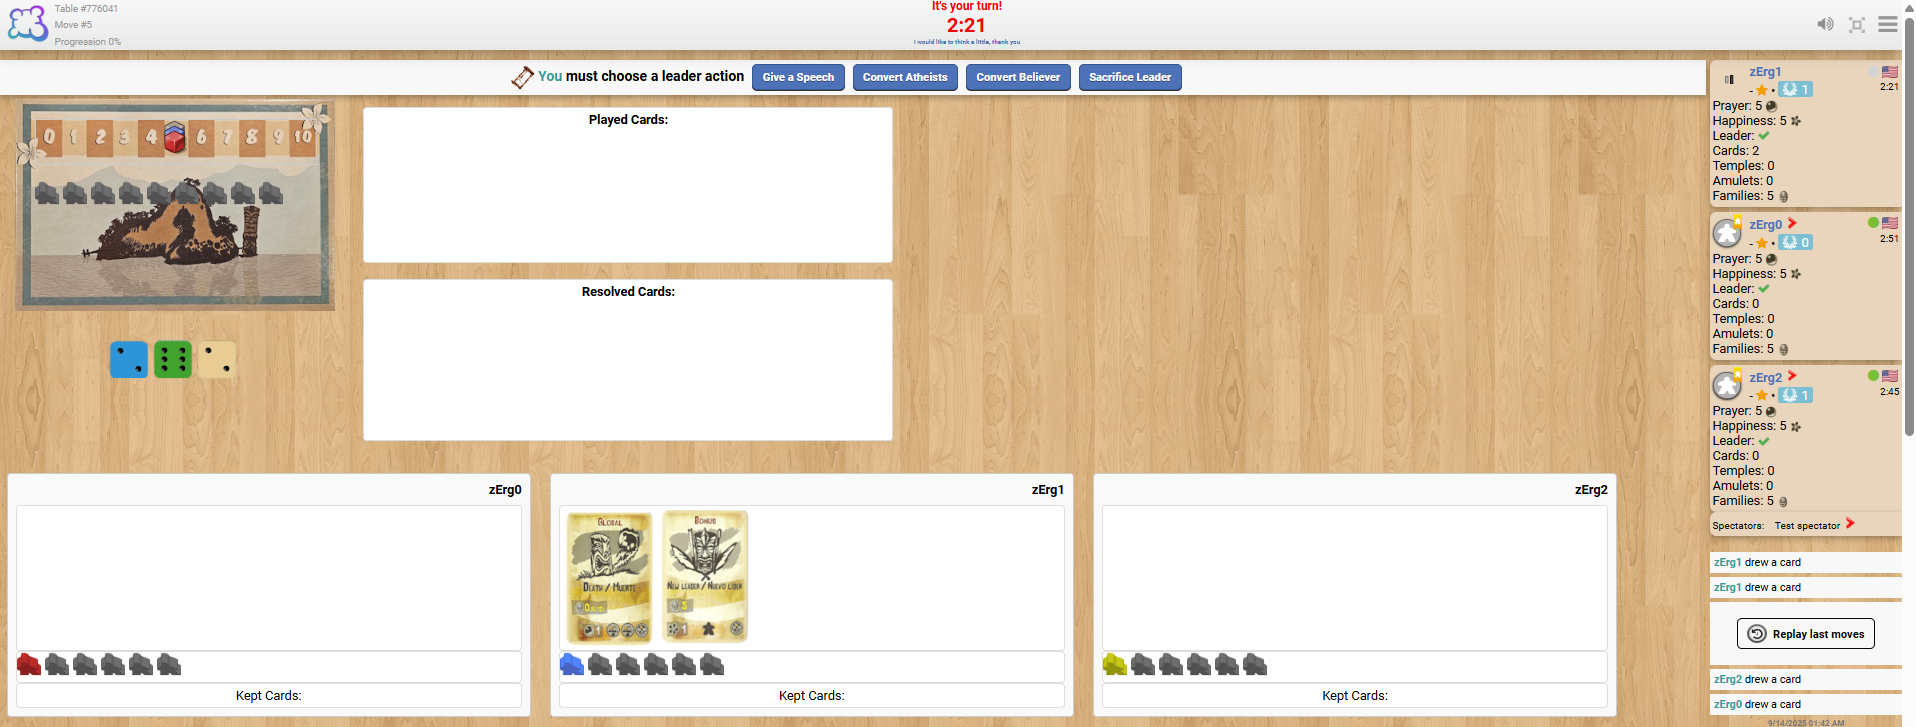 Table #776041
Move #5
Progression 0%
It's your turn!
2:21
I would like to think a little, thank you
You must choose a leader action
Give a Speech
Convert Atheists
Convert Believer
Sacrifice Leader
0 1 2 3 4 6 7 8 9 10
Played Cards:
Resolved Cards:
zErg0
Kept Cards:
zErg1
Global
Death / Muerte
1
Bonus
New leader / Nuevo líder
5
1
Kept Cards:
zErg2
Kept Cards:
zErg1
- • 1
2:21
Prayer: 5
Happiness: 5
Leader:
Cards: 2
Temples: 0
Amulets: 0
Families: 5
zErg0
- • 0
2:51
Prayer: 5
Happiness: 5
Leader:
Cards: 0
Temples: 0
Amulets: 0
Families: 5
zErg2
- • 1
2:45
Prayer: 5
Happiness: 5
Leader:
Cards: 0
Temples: 0
Amulets: 0
Families: 5
Spectators: Test spectator
zErg1 drew a card
zErg1 drew a card
Replay last moves
zErg2 drew a card
zErg0 drew a card
9/14/2025 01:42 AM